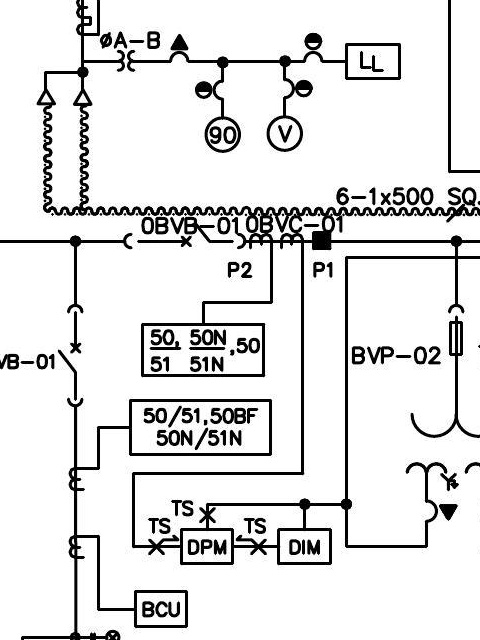 ØA-B
LL
90
V
6-1x500 SQ.
0BVB-01 0BVC-01
P2
P1
50, 50N ,50
51 51N
BVP-02
VB-01
50/51,50BF
50N/51N
TS
TS
TS
DPM
DIM
BCU